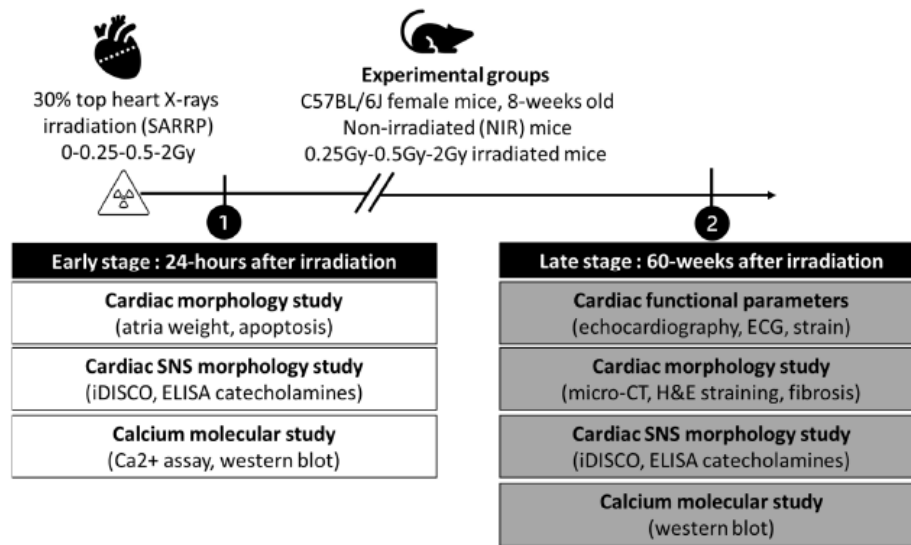 30% top heart X-rays
irradiation (SARRP)
0-0.25-0.5-2Gy
Experimental groups
C57BL/6J female mice, 8-weeks old
Non-irradiated (NIR) mice
0.25Gy-0.5Gy-2Gy irradiated mice
1
2
Early stage : 24-hours after irradiation
Cardiac morphology study
(atria weight, apoptosis)
Cardiac SNS morphology study
(iDISCO, ELISA catecholamines)
Calcium molecular study
(Ca2+ assay, western blot)
Late stage : 60-weeks after irradiation
Cardiac functional parameters
(echocardiography, ECG, strain)
Cardiac morphology study
(micro-CT, H&E straining, fibrosis)
Cardiac SNS morphology study
(iDISCO, ELISA catecholamines)
Calcium molecular study
(western blot)